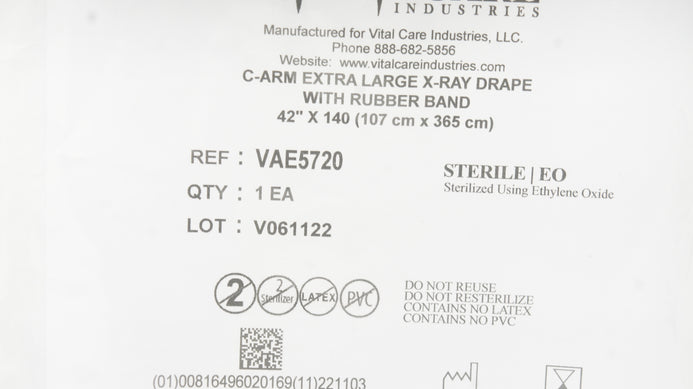 INDUSTRIES
Manufactured for Vital Care Industries, LLC.
Phone 888-682-5856
Website: www.vitalcareindustries.com
C-ARM EXTRA LARGE X-RAY DRAPE
WITH RUBBER BAND
42" X 140 (107 cm x 365 cm)
REF : VAE5720
QTY : 1 EA
LOT : V061122
STERILE | EO
Sterilized Using Ethylene Oxide
2
2
Sterilizer
LATEX
PVC
DO NOT REUSE
DO NOT RESTERILIZE
CONTAINS NO LATEX
CONTAINS NO PVC
(01)00816496020169(11)221103